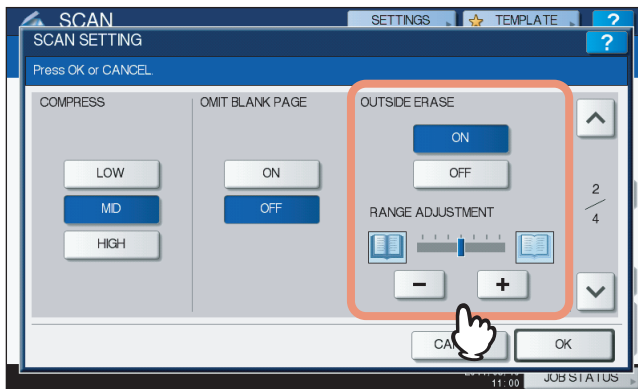 SCAN
SETTINGS
TEMPLATE
?
SCAN SETTING
?
Press OK or CANCEL.
COMPRESS
LOW
MID
HIGH
OMIT BLANK PAGE
ON
OFF
OUTSIDE ERASE
ON
OFF
RANGE ADJUSTMENT
-
+
2
4
OK
11:00
JOB STATUS